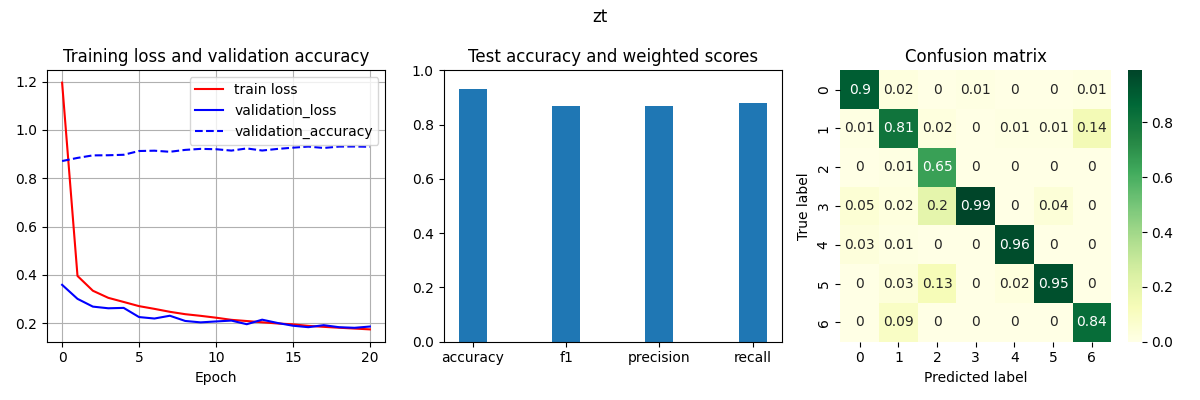 zt
Training loss and validation accuracy
1.2
1.0
0.8
0.6
0.4
0.2
train loss
validation_loss
validation_accuracy
0 5 10 15 20
Epoch
Test accuracy and weighted scores
1.0
0.8
0.6
0.4
0.2
0.0
accuracy f1 precision recall
Confusion matrix
True label
0 0.9 0.02 0 0.01 0 0 0.01
1 0.01 0.81 0.02 0 0.01 0.01 0.14
2 0 0.01 0.65 0 0 0 0
3 0.05 0.02 0.2 0.99 0 0.04 0
4 0.03 0.01 0 0 0.96 0 0
5 0 0.03 0.13 0 0.02 0.95 0
6 0 0.09 0 0 0 0 0.84
0 1 2 3 4 5 6
Predicted label
0.8
0.6
0.4
0.2
0.0